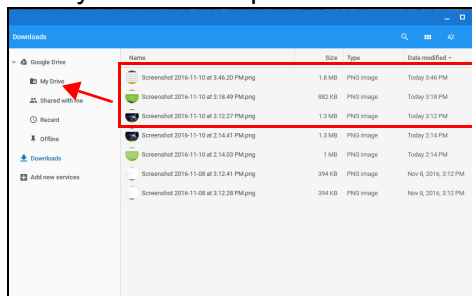 Downloads
Google Drive
My Drive
Shared with me
Recent
Offline
Downloads
Add new services
Name Size Type Date modified
Screenshot 2016-11-10 at 3.46.20 PM.png 1.8 MB PNG image Today 3:46 PM
Screenshot 2016-11-10 at 3.18.49 PM.png 882 KB PNG image Today 3:18 PM
Screenshot 2016-11-10 at 3.12.27 PM.png 1.3 MB PNG image Today 3:12 PM
Screenshot 2016-11-10 at 2.14.41 PM.png 1.3 MB PNG image Today 2:14 PM
Screenshot 2016-11-10 at 2.14.03 PM.png 1 MB PNG image Today 2:14 PM
Screenshot 2016-11-08 at 3.12.41 PM.png 394 KB PNG image Nov 8, 2016, 3:12 PM
Screenshot 2016-11-08 at 3.12.28 PM.png 394 KB PNG image Nov 8, 2016, 3:12 PM